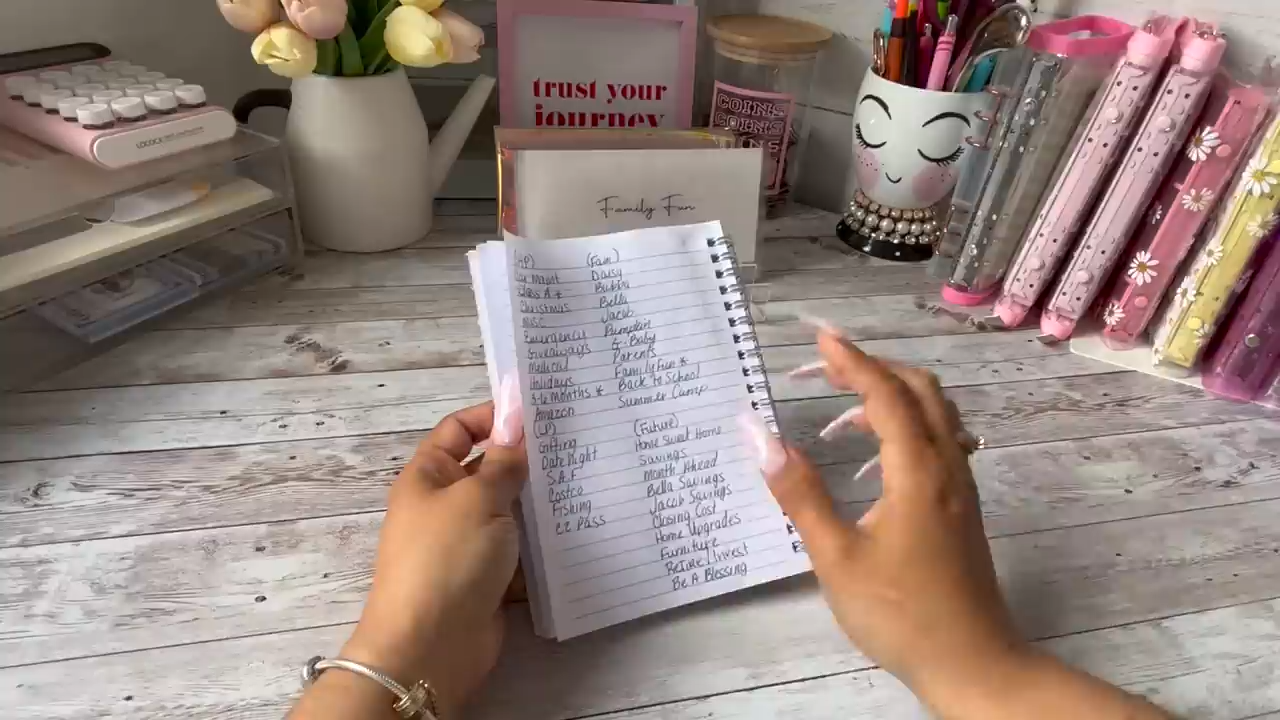 trust your
journey
COINS
COINS
Family Fun
(Fam)
Car Maint
Daisy
Class A *
Bubba
Christmas
Bella
Misc
Jacob
Emergency
Pumpkin
Giveaways
G-Baby
Medical
Parents
Holidays
Family Fun *
3-6 Months *
Back To School
Amazon
Summer Camp
(LP)
(Future)
Gifting
Home Sweet Home
Date Night
Savings
S.A.F
Month Ahead
Costco
Bella Savings
Fishing
Jacob Savings
EZ Pass
Closing Cost
Home Upgrades
Furniture
Retire/Invest
Be A Blessing